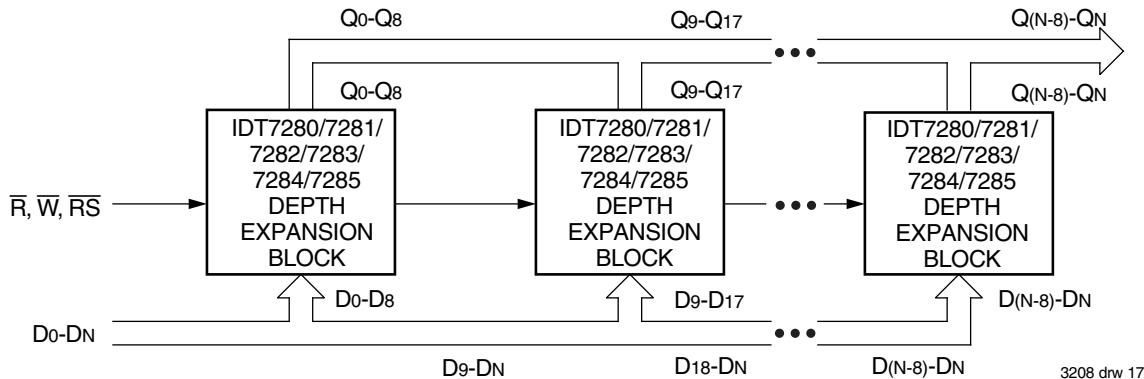 Q0-Q8 Q9-Q17 Q(N-8)-QN
Q0-Q8 Q9-Q17 Q(N-8)-QN
IDT7280/7281/
7282/7283/
7284/7285
DEPTH
EXPANSION
BLOCK
IDT7280/7281/
7282/7283/
7284/7285
DEPTH
EXPANSION
BLOCK
IDT7280/7281/
7282/7283/
7284/7285
DEPTH
EXPANSION
BLOCK
R̅, W̅, R̅S̅
D0-D8 D9-D17 D(N-8)-DN
D0-DN
D9-DN D18-DN D(N-8)-DN
3208 drw 17